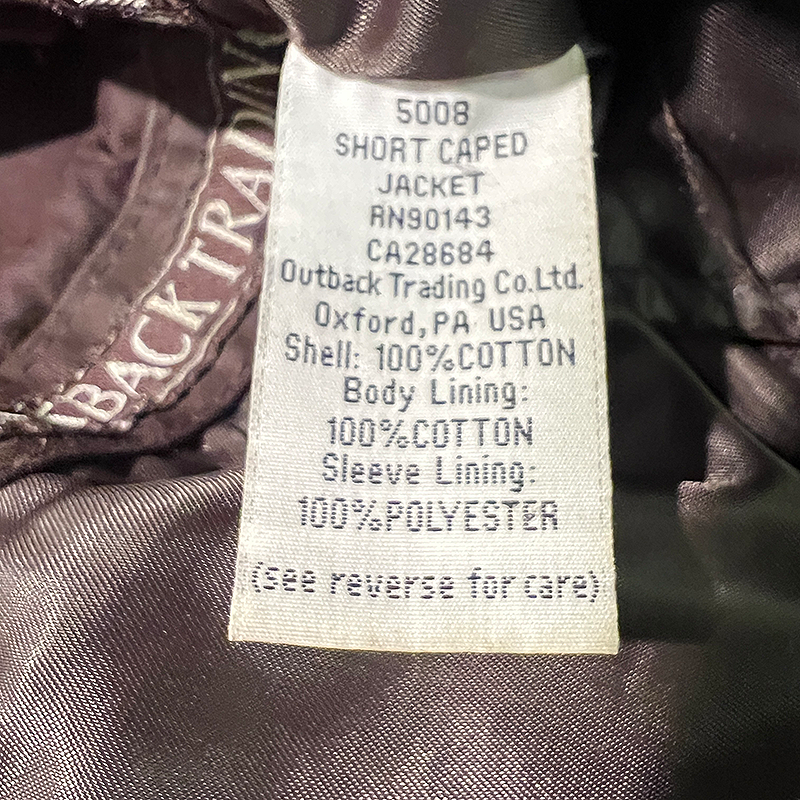 5008
SHORT CAPED
JACKET
RN90143
CA28684
Outback Trading Co.Ltd.
Oxford,PA USA
Shell: 100%COTTON
Body Lining:
100%COTTON
Sleeve Lining:
100%POLYESTER
(see reverse for care)
BACK TRADING